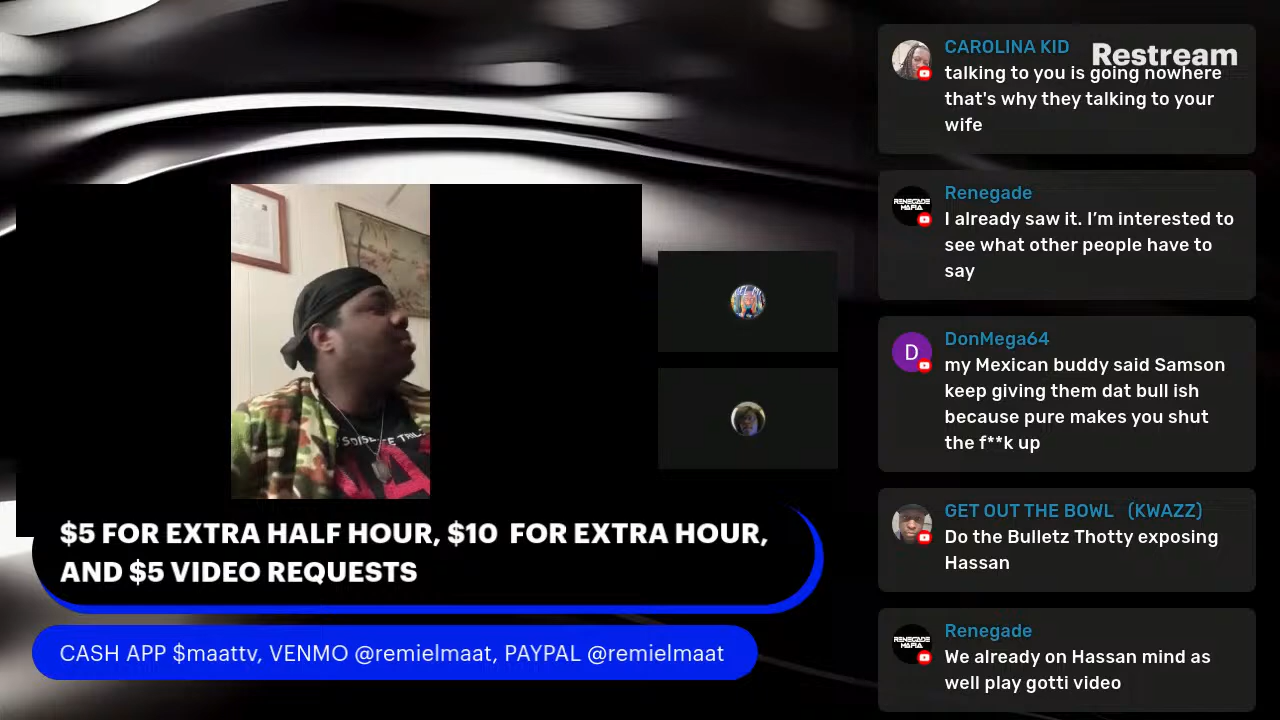 CAROLINA KID
Restream
talking to you is going nowhere
that's why they talking to your
wife
RENEGADE
MAFIA
Renegade
I already saw it. I’m interested to
see what other people have to
say
D
DonMega64
my Mexican buddy said Samson
keep giving them dat bull ish
because pure makes you shut
the f**k up
GET OUT THE BOWL (KWAZZ)
Do the Bulletz Thotty exposing
Hassan
RENEGADE
MAFIA
Renegade
We already on Hassan mind as
well play gotti video
$5 FOR EXTRA HALF HOUR, $10 FOR EXTRA HOUR,
AND $5 VIDEO REQUESTS
CASH APP $maattv, VENMO @remielmaat, PAYPAL @remielmaat